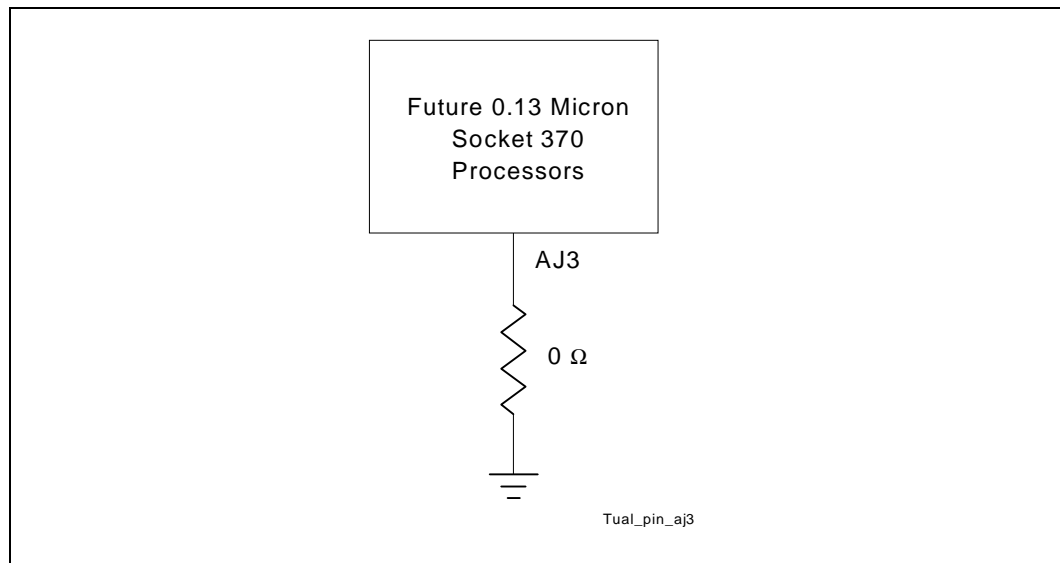 Future 0.13 Micron
Socket 370
Processors
AJ3
0 Ω
Tual_pin_aj3